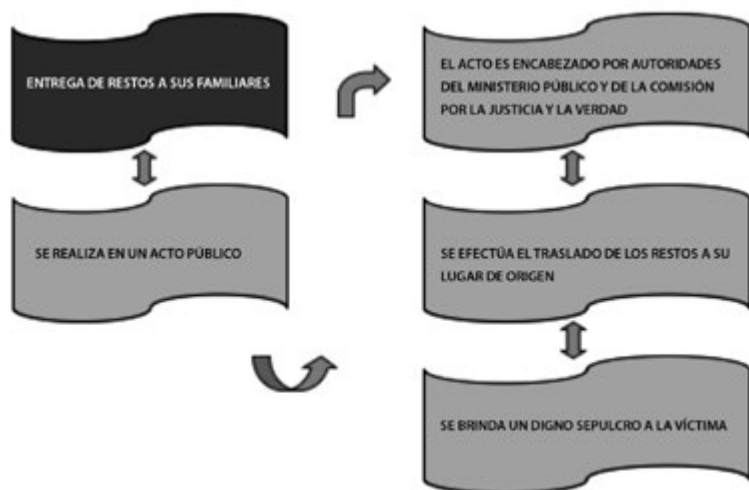 ENTREGA DE RESTOS A SUS FAMILIARES
SE REALIZA EN UN ACTO PÚBLICO
EL ACTO ES ENCABEZADO POR AUTORIDADES
DEL MINISTERIO PÚBLICO Y DE LA COMISIÓN
POR LA JUSTICIA Y LA VERDAD
SE EFECTÚA EL TRASLADO DE LOS RESTOS A SU
LUGAR DE ORIGEN
SE BRINDA UN DIGNO SEPULCRO A LA VÍCTIMA